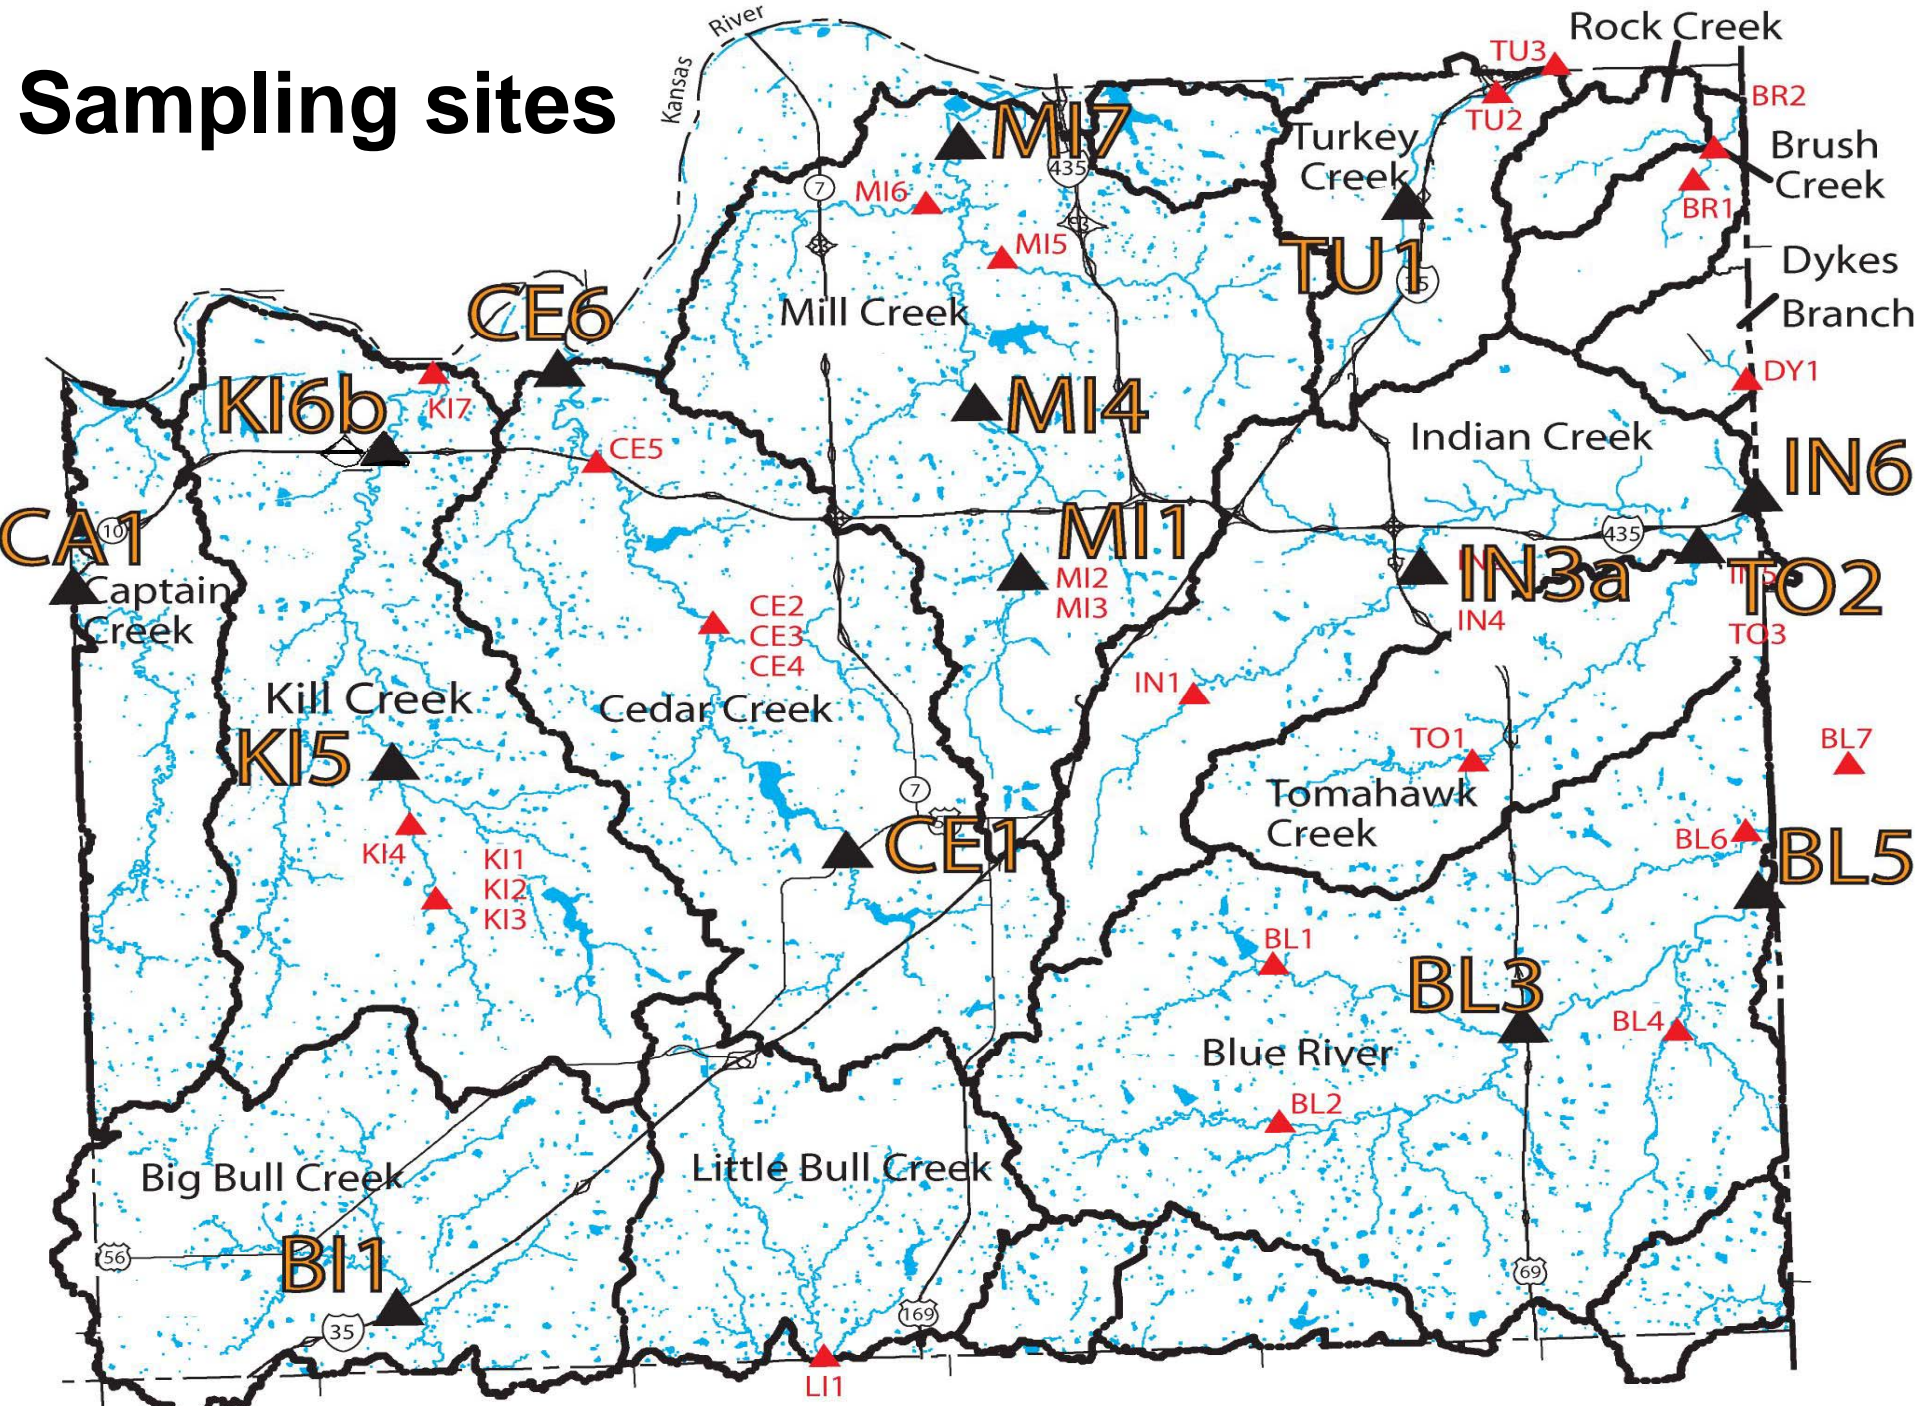 Sampling sites
River
Kansas
Rock Creek
TU3
TU2
BR2
Brush
Creek
BR1
Turkey
Creek
MI7
435
7
MI6
MI5
TU1
Dykes
Branch
CE6
Mill Creek
DY1
KI7
KI6b
MI4
Indian Creek
CE5
IN6
CA1
10
MI1
435
MI2
MI3
IN3a
IN4
TO2
TO3
Captain
Creek
CE2
CE3
CE4
IN1
Kill Creek
Cedar Creek
KI5
TO1
BL7
7
Tomahawk
Creek
BL6
BL5
CE1
KI4
KI1
KI2
KI3
BL1
BL3
BL4
Blue River
BL2
Big Bull Creek
Little Bull Creek
56
BI1
69
35
169
LI1